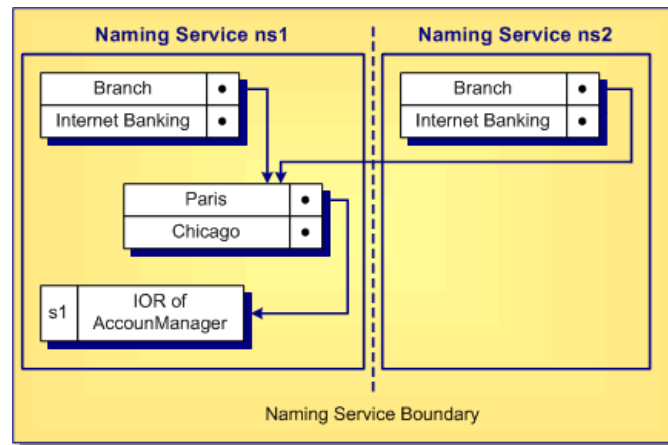 Naming Service ns1
Naming Service ns2
Branch
Internet Banking
Branch
Internet Banking
Paris
Chicago
s1
IOR of
AccounManager
Naming Service Boundary